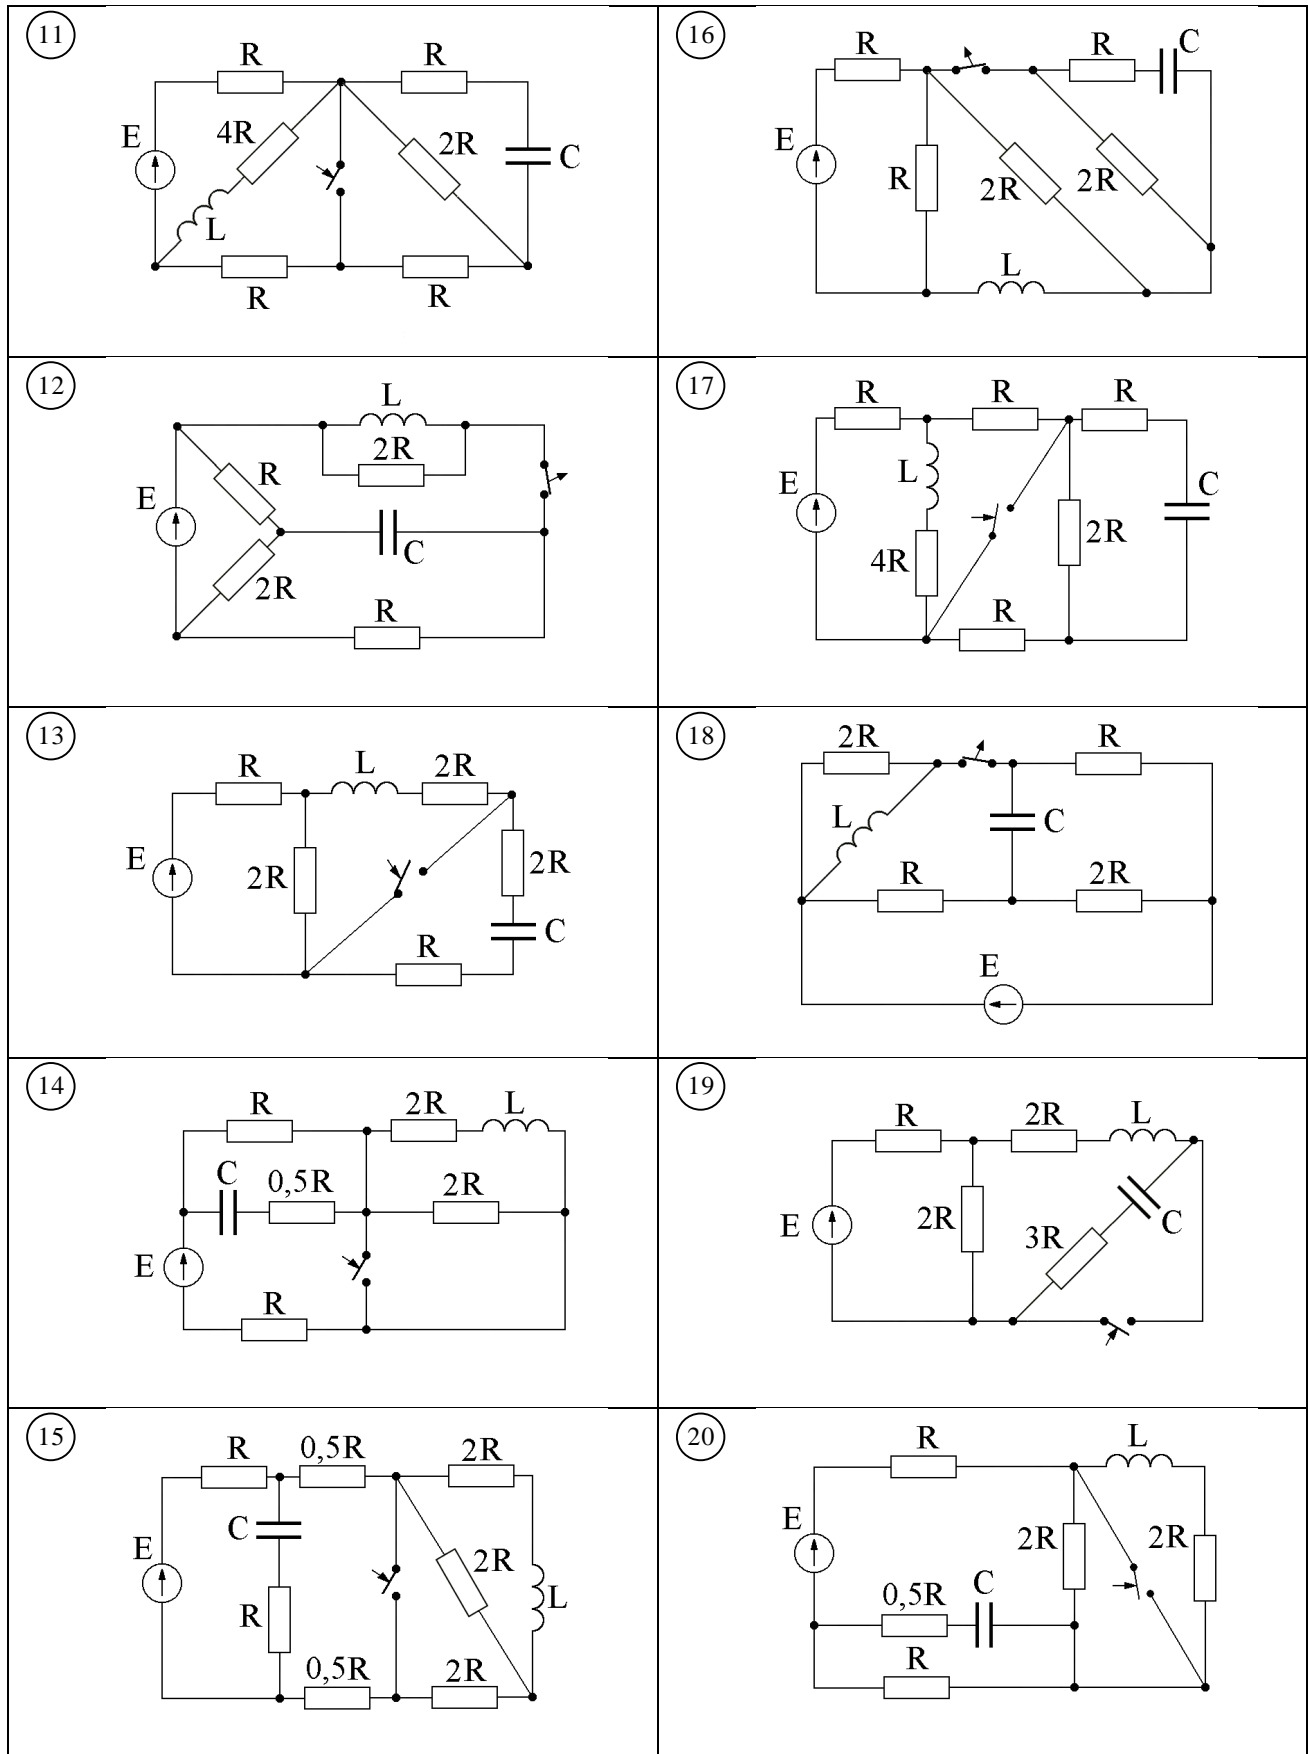 11
R R
E 4R 2R C
L
R R
16
R R C
E R 2R 2R
L
12
L
2R
E R
C
2R R
17
R R R
E L C
4R 2R
R
13
R L 2R
E 2R 2R
C
R
18
2R R
L C
R 2R
E
14
R 2R L
C 0,5R 2R
E
R
19
R 2R L
E 2R 3R C
15
R 0,5R 2R
C
E 2R L
R
0,5R 2R
20
R L
E 2R 2R
0,5R C
R